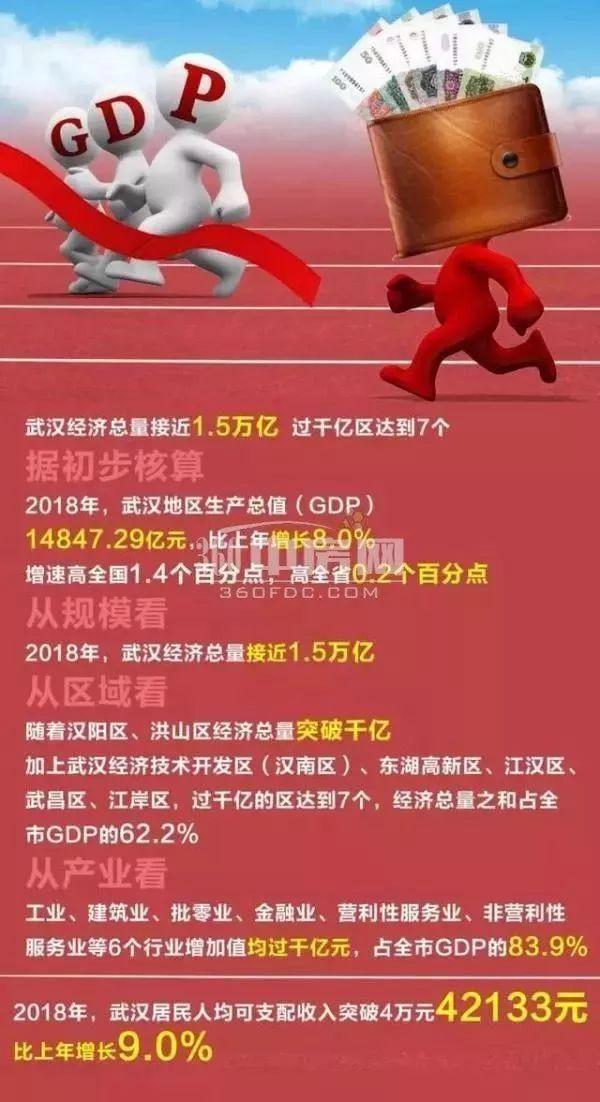 GDP
武汉经济总量接近1.5万亿 过千亿区达到7个
据初步核算
2018年，武汉地区生产总值（GDP）
14847.29亿元，比上年增长8.0%
增速高全国1.4个百分点，高全省0.2个百分点
360FDC.COM
从规模看
2018年，武汉经济总量接近1.5万亿
从区域看
随着汉阳区、洪山区经济总量突破千亿
加上武汉经济技术开发区（汉南区）、东湖高新区、江汉区、
武昌区、江岸区，过千亿的区达到7个，经济总量之和占全
市GDP的62.2%
从产业看
工业、建筑业、批零业、金融业、营利性服务业、非营利性
服务业等6个行业增加值均过千亿元，占全市GDP的83.9%
2018年，武汉居民人均可支配收入突破4万元42133元
比上年增长9.0%